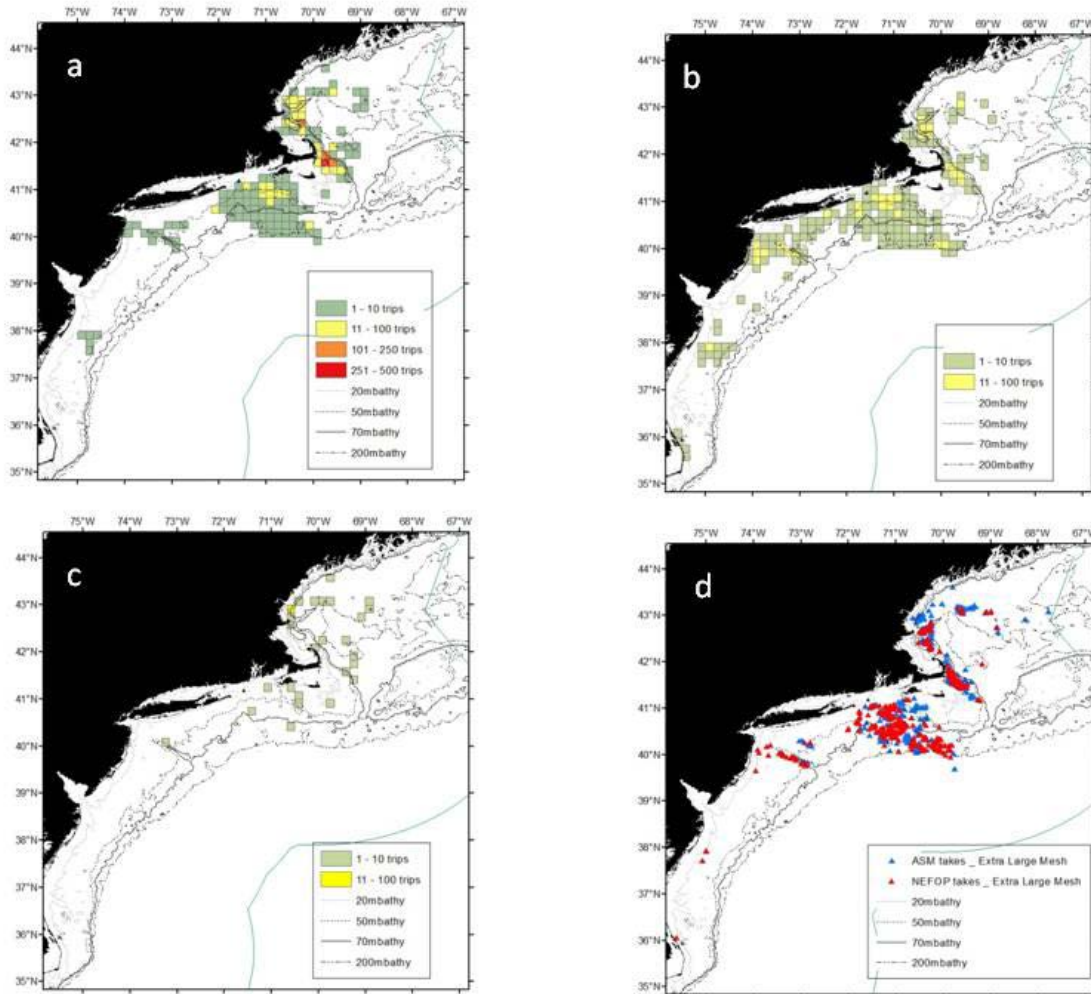 75°W 74°W 73°W 72°W 71°W 70°W 69°W 68°W 67°W
a
44°N
43°N
42°N
41°N
40°N
39°N
38°N
37°N
36°N
35°N
1 - 10 trips
11 - 100 trips
101 - 250 trips
251 - 500 trips
20mbathy
50mbathy
70mbathy
200mbathy
75°W 74°W 73°W 72°W 71°W 70°W 69°W 68°W 67°W
b
44°N
43°N
42°N
41°N
40°N
39°N
38°N
37°N
36°N
35°N
1 - 10 trips
11 - 100 trips
20mbathy
50mbathy
70mbathy
200mbathy
75°W 74°W 73°W 72°W 71°W 70°W 69°W 68°W 67°W
c
44°N
43°N
42°N
41°N
40°N
39°N
38°N
37°N
36°N
35°N
1 - 10 trips
11 - 100 trips
20mbathy
50mbathy
70mbathy
200mbathy
75°W 74°W 73°W 72°W 71°W 70°W 69°W 68°W 67°W
d
44°N
43°N
42°N
41°N
40°N
39°N
38°N
37°N
36°N
35°N
ASM takes _ Extra Large Mesh
NEFOP takes _ Extra Large Mesh
20mbathy
50mbathy
70mbathy
200mbathy